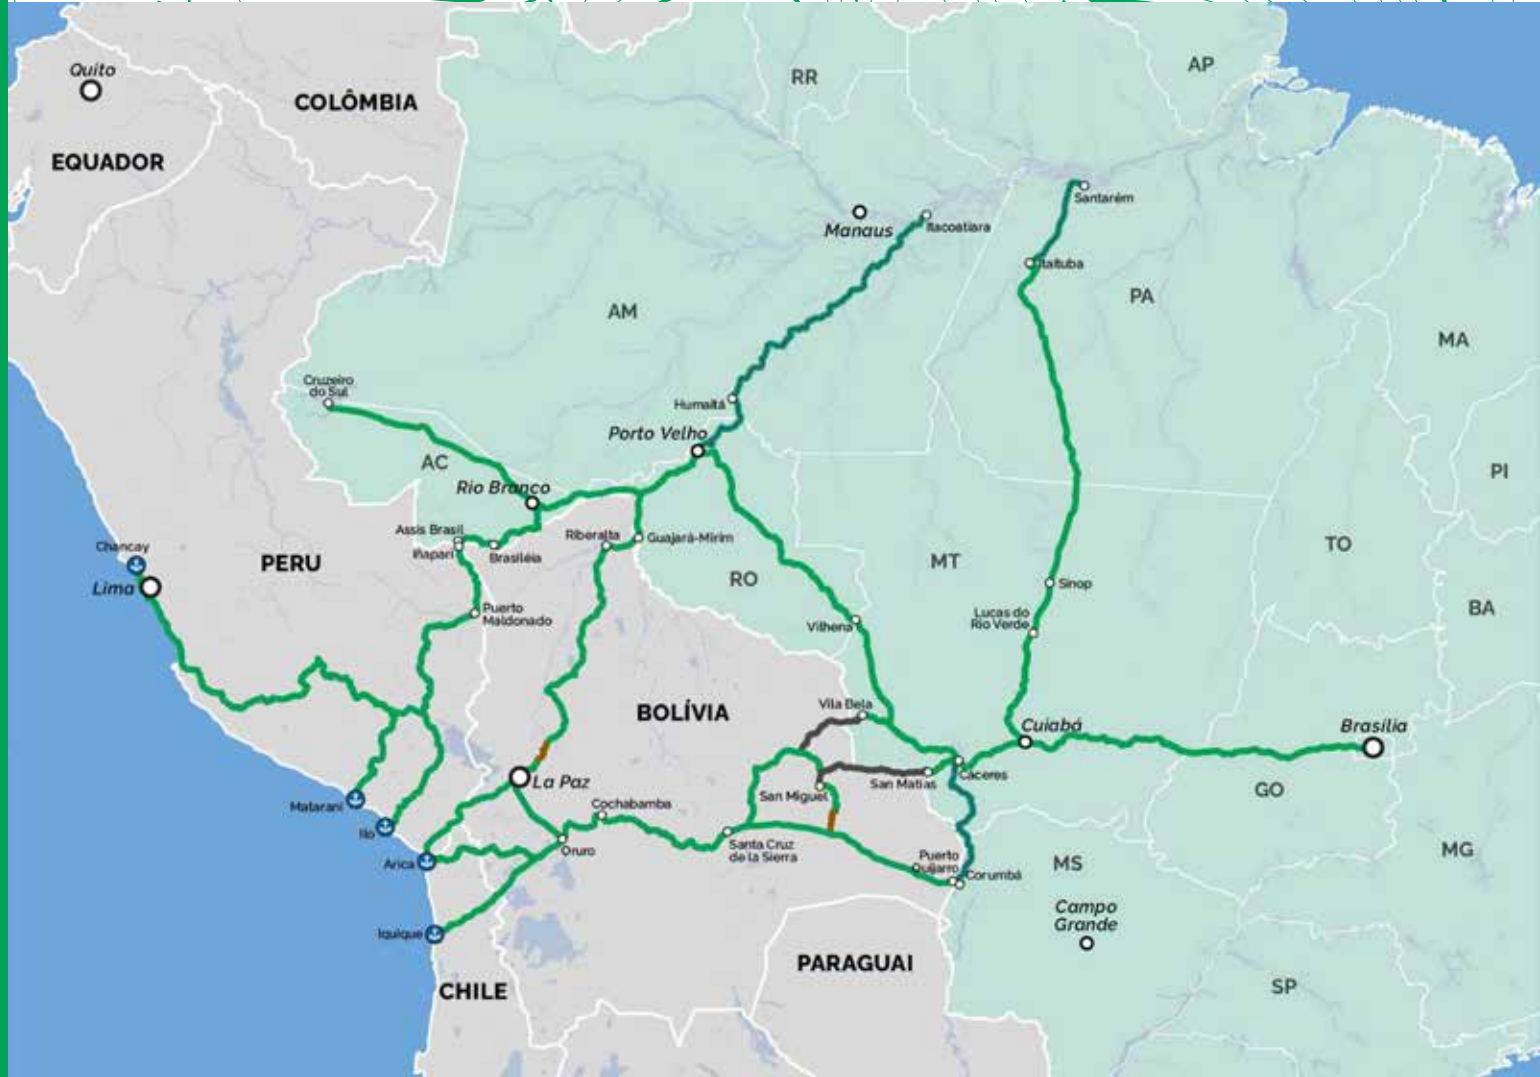 Quito
COLÔMBIA
EQUADOR
RR
AP
Manaus
Itacoatiara
Santarém
Itaituba
AM
PA
MA
Cruzeiro
do Sul
Humaitá
Porto Velho
AC
Rio Branco
PI
Assis Brasil
Iñapari
Brasiléia
Riberalta
Guajará-Mirim
Chancay
Lima
PERU
RO
MT
TO
Sinop
Puerto
Maldonado
Lucas do
Rio Verde
BA
Vilhena
Vila Bela
BOLÍVIA
Cuiabá
Brasília
La Paz
San Matías
Cáceres
GO
Matarani
Cochabamba
San Miguel
Ilo
Arica
Oruro
Santa Cruz
de la Sierra
Puerto
Quijarro
Corumbá
MS
MG
Campo
Grande
Iquique
PARAGUAI
CHILE
SP